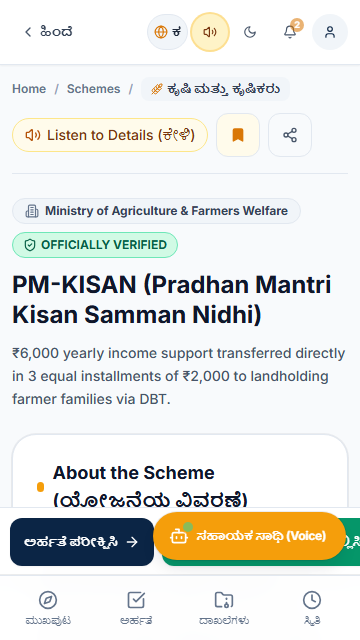 ಹಿಂದೆ
ಕ
2
Home / Schemes / ಕೃಷಿ ಮತ್ತು ಕೃಷಿಕರು
Listen to Details (ಕೇಳಿ)
Ministry of Agriculture & Farmers Welfare
OFFICIALLY VERIFIED
PM-KISAN (Pradhan Mantri
Kisan Samman Nidhi)
₹6,000 yearly income support transferred directly
in 3 equal installments of ₹2,000 to landholding
farmer families via DBT.
About the Scheme
(ಯೋಜನೆಯ ವಿವರಣೆ)
ಅರ್ಹತೆ ಪರೀಕ್ಷಿಸಿ
ಸಹಾಯಕ ಸಾಥಿ (Voice)
ಮುಖಪುಟ
ಅರ್ಹತೆ
ದಾಖಲೆಗಳು
ಸ್ಥಿತಿ